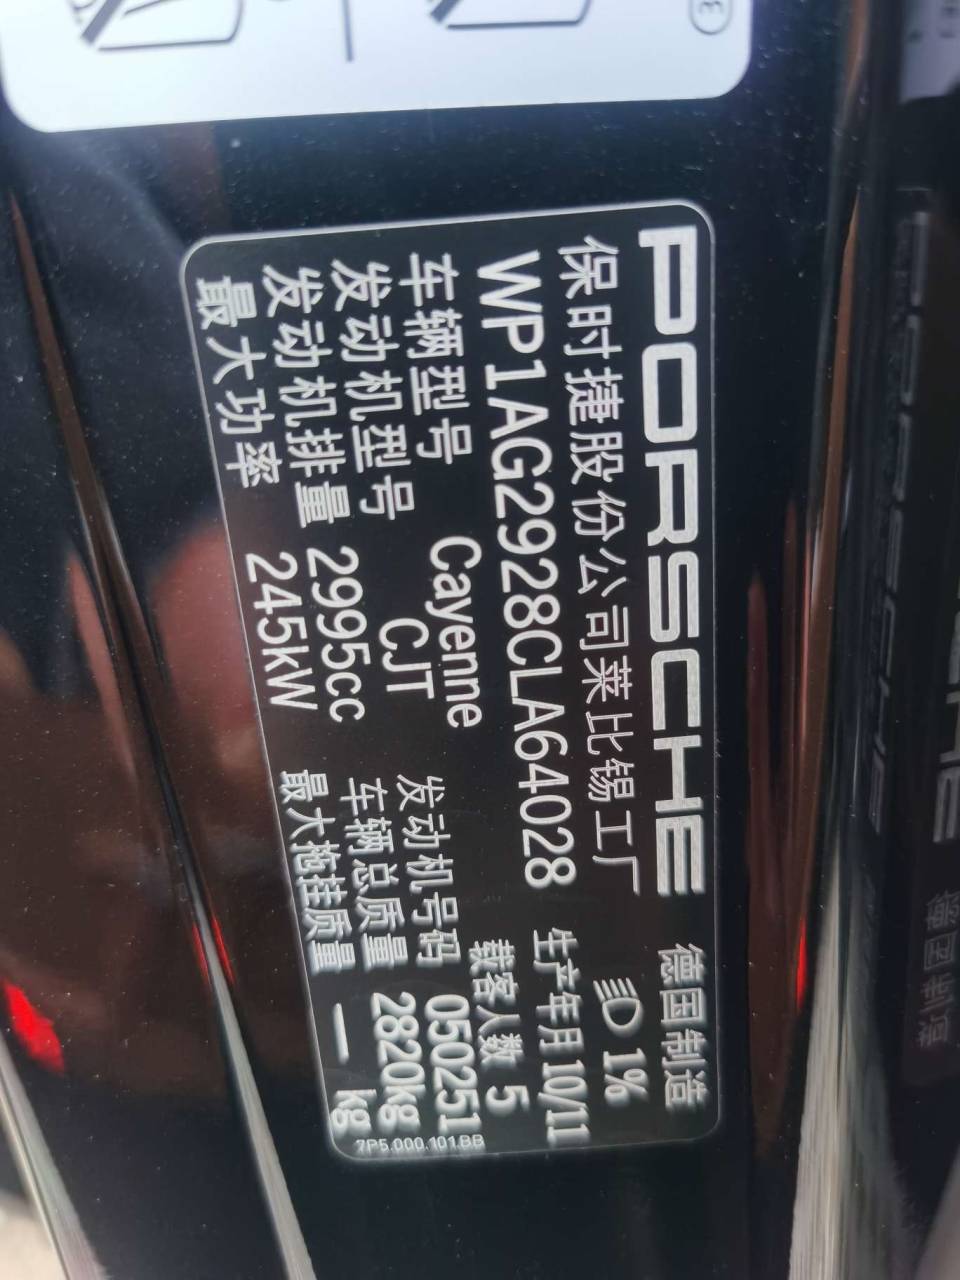 PORSCHE 德国制造
保时捷股份公司莱比锡工厂 1%
WP1AG2928CLA64028 生产年月 10/11
车辆型号 Cayenne 载客人数 5
发动机型号 CJT 发动机号码 050251
发动机排量 2995cc 车辆总质量 2820kg
最大功率 245kW 最大拖挂质量 — kg
7P5.000.101.BB